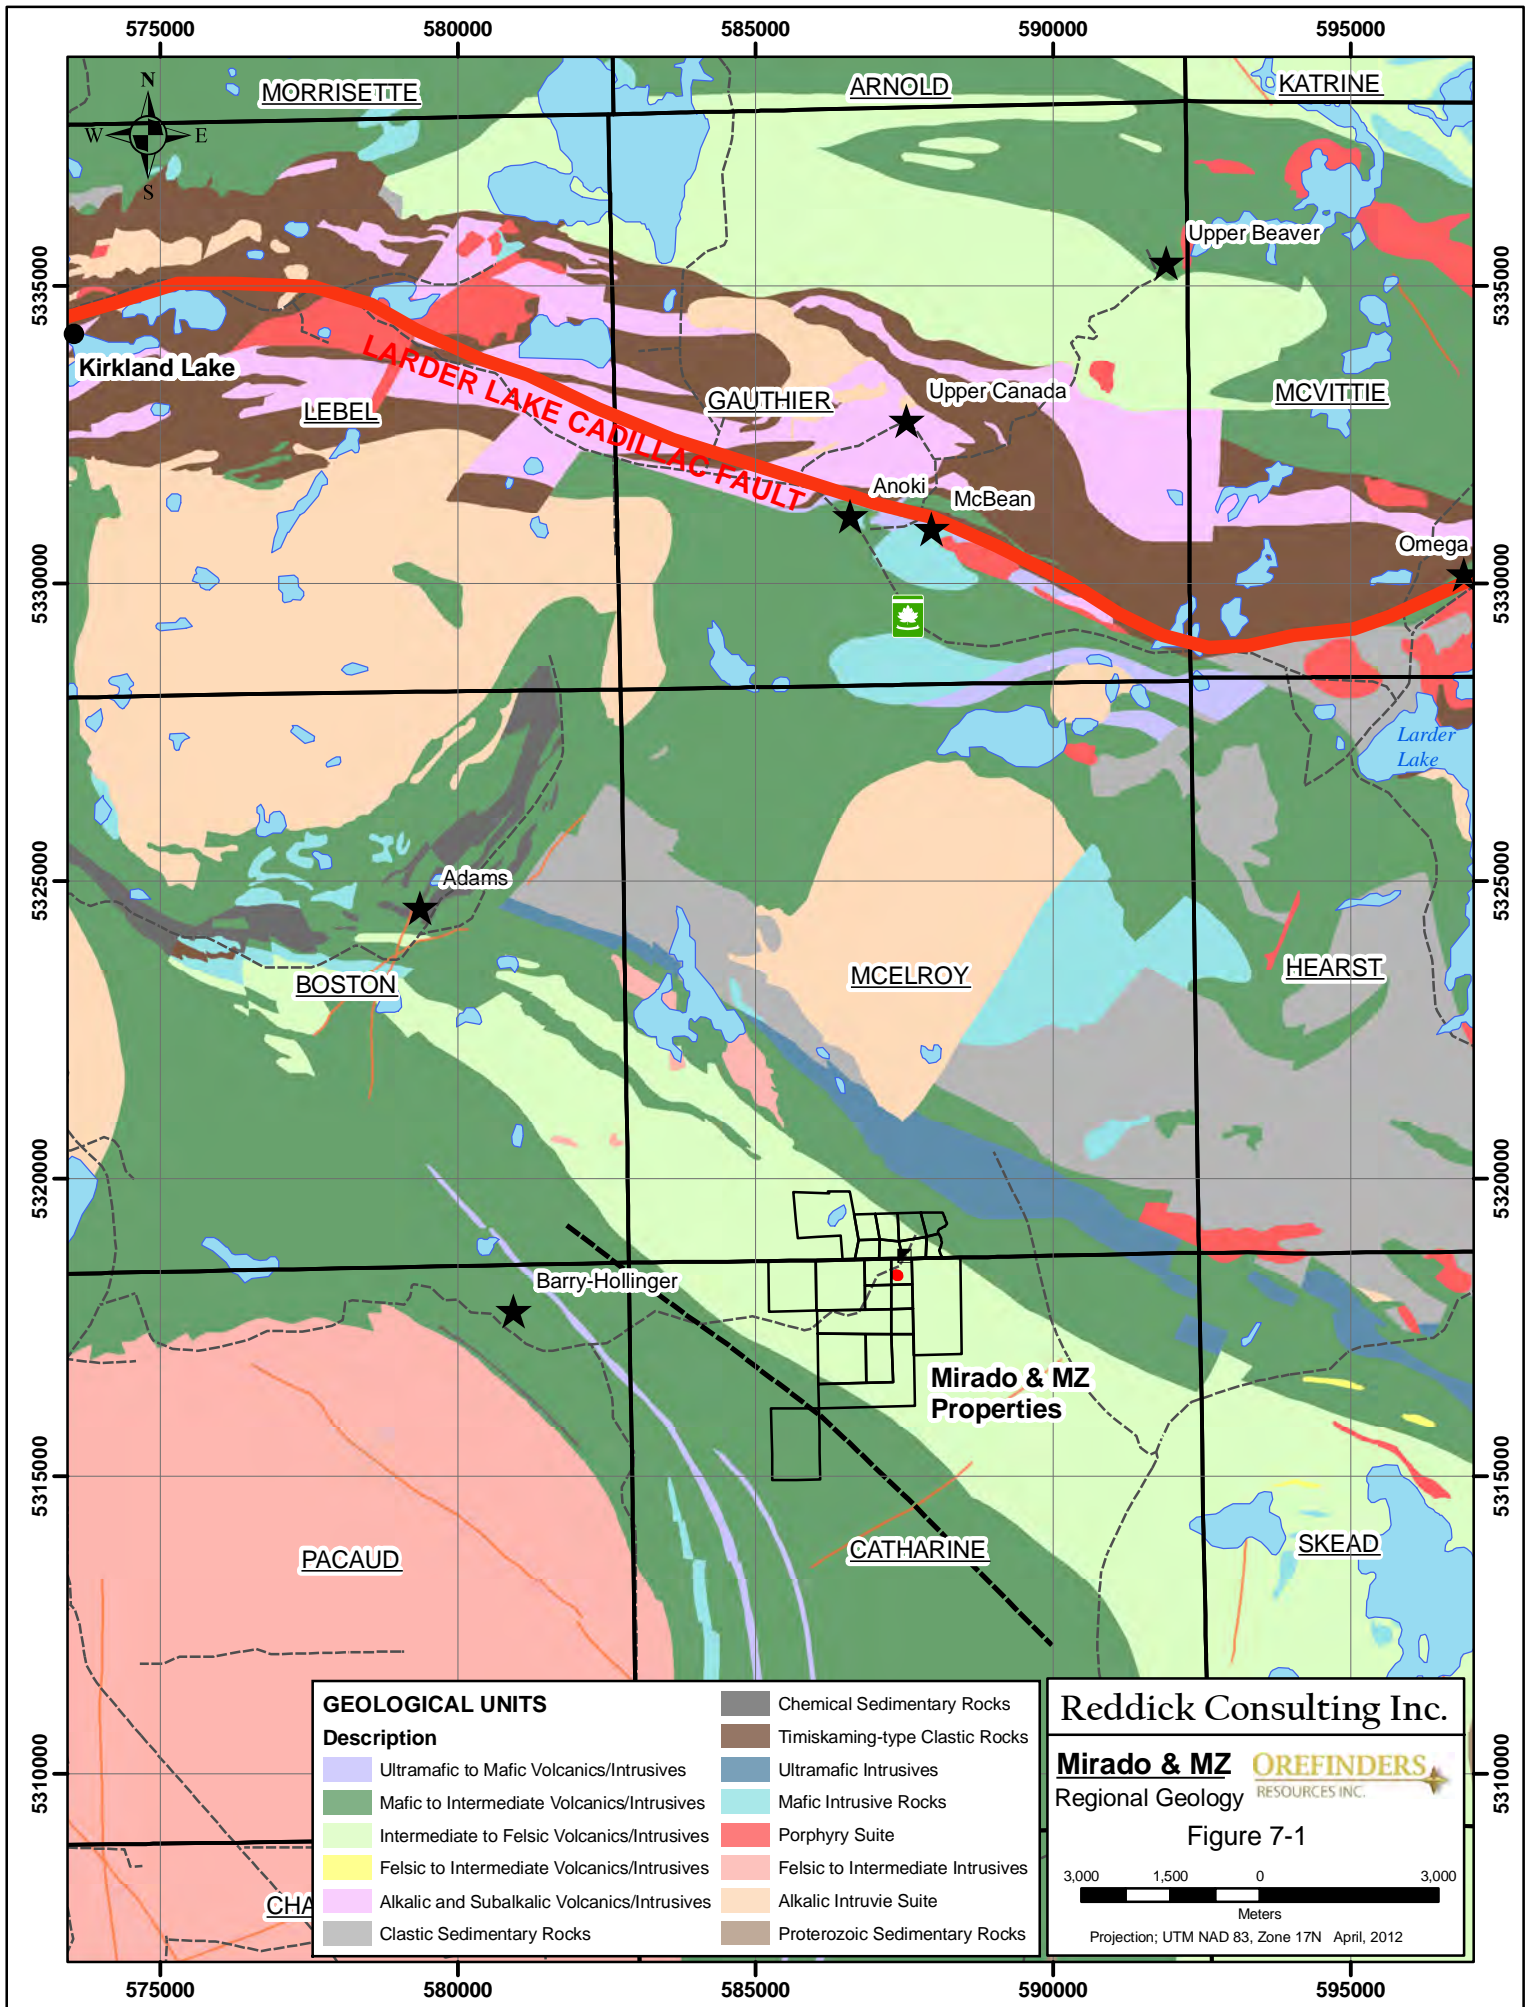 575000
580000
585000
590000
595000
N
W
E
S
MORRISETTE
ARNOLD
KATRINE
Upper Beaver
5335000
5335000
Kirkland Lake
LARDER LAKE CADILLAC FAULT
LEBEL
GAUTHIER
Upper Canada
MCVITTIE
Anoki
McBean
Omega
5330000
5330000
Larder
Lake
Adams
5325000
5325000
BOSTON
MCELROY
HEARST
5320000
5320000
Barry-Hollinger
Mirado & MZ
Properties
5315000
5315000
PACAUD
CATHARINE
SKEAD
5310000
5310000
CHA
GEOLOGICAL UNITS
Description
Ultramafic to Mafic Volcanics/Intrusives
Mafic to Intermediate Volcanics/Intrusives
Intermediate to Felsic Volcanics/Intrusives
Felsic to Intermediate Volcanics/Intrusives
Alkalic and Subalkalic Volcanics/Intrusives
Clastic Sedimentary Rocks
Chemical Sedimentary Rocks
Timiskaming-type Clastic Rocks
Ultramafic Intrusives
Mafic Intrusive Rocks
Porphyry Suite
Felsic to Intermediate Intrusives
Alkalic Intruvie Suite
Proterozoic Sedimentary Rocks
Reddick Consulting Inc.
Mirado & MZ
Regional Geology
OREFINDERS
RESOURCES INC.
Figure 7-1
3,000 1,500 0 3,000
Meters
Projection; UTM NAD 83, Zone 17N April, 2012
575000
580000
585000
590000
595000